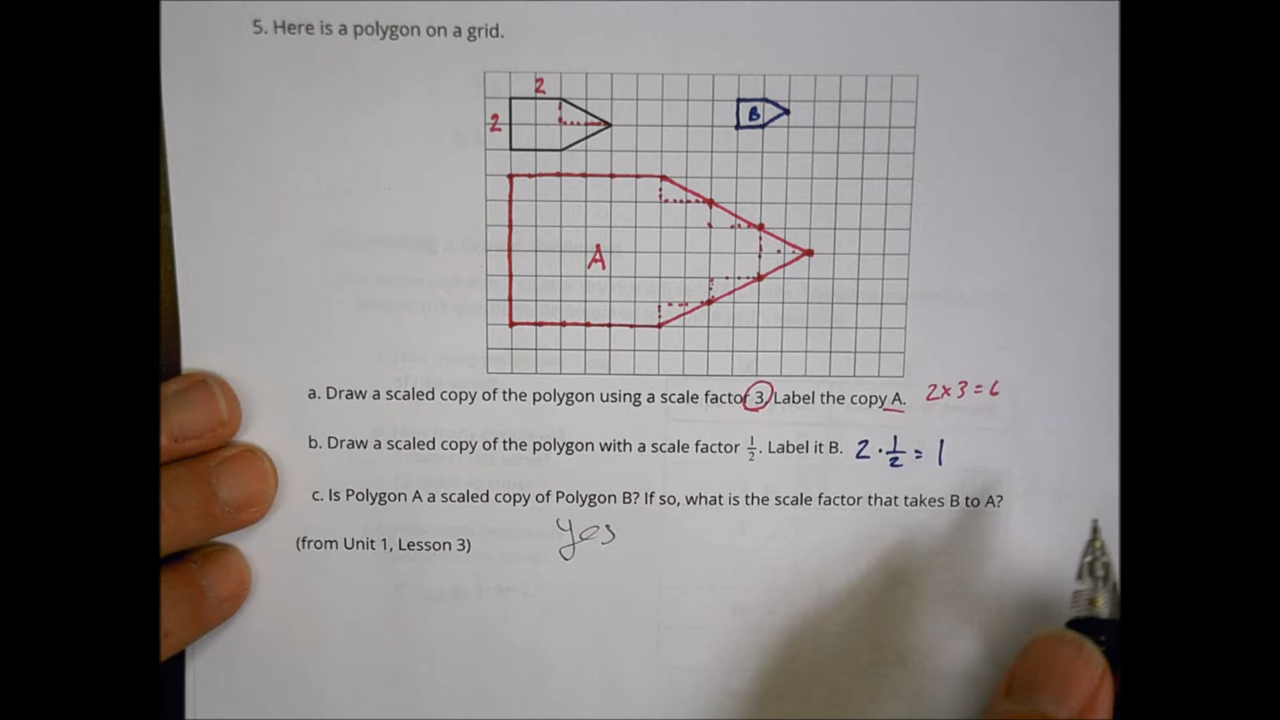 5. Here is a polygon on a grid.
2
2
B
A
a. Draw a scaled copy of the polygon using a scale factor 3. Label the copy A. 2x3=6
b. Draw a scaled copy of the polygon with a scale factor 1/2. Label it B. 2 · 1/2 = 1
c. Is Polygon A a scaled copy of Polygon B? If so, what is the scale factor that takes B to A?
yes
(from Unit 1, Lesson 3)